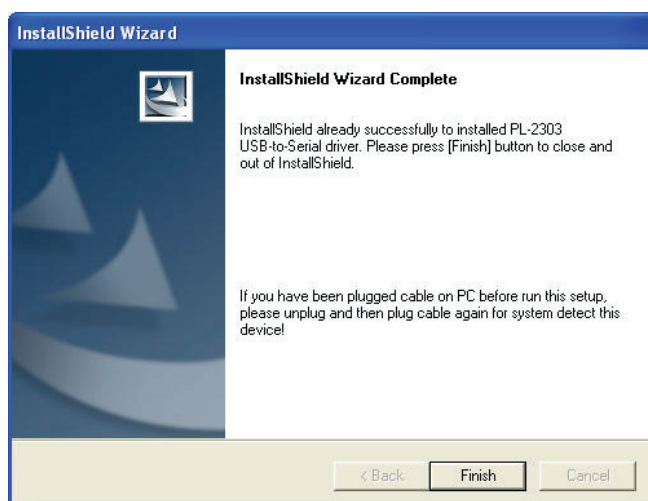 InstallShield Wizard
InstallShield Wizard Complete
InstallShield already successfully to installed PL-2303
USB-to-Serial driver. Please press [Finish] button to close and
out of InstallShield.
If you have been plugged cable on PC before run this setup,
please unplug and then plug cable again for system detect this
device!
< Back
Finish
Cancel